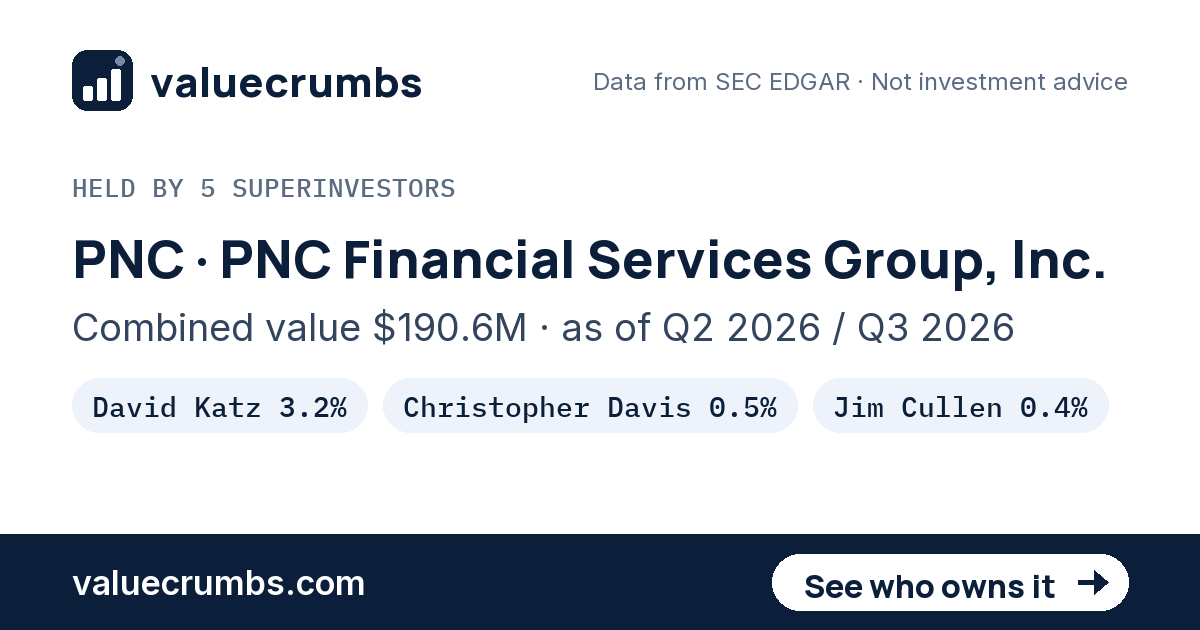 valuecrumbs
Data from SEC EDGAR · Not investment advice
HELD BY 5 SUPERINVESTORS
PNC · PNC Financial Services Group, Inc.
Combined value $190.6M · as of Q2 2026 / Q3 2026
David Katz 3.2%
Christopher Davis 0.5%
Jim Cullen 0.4%
valuecrumbs.com
See who owns it →